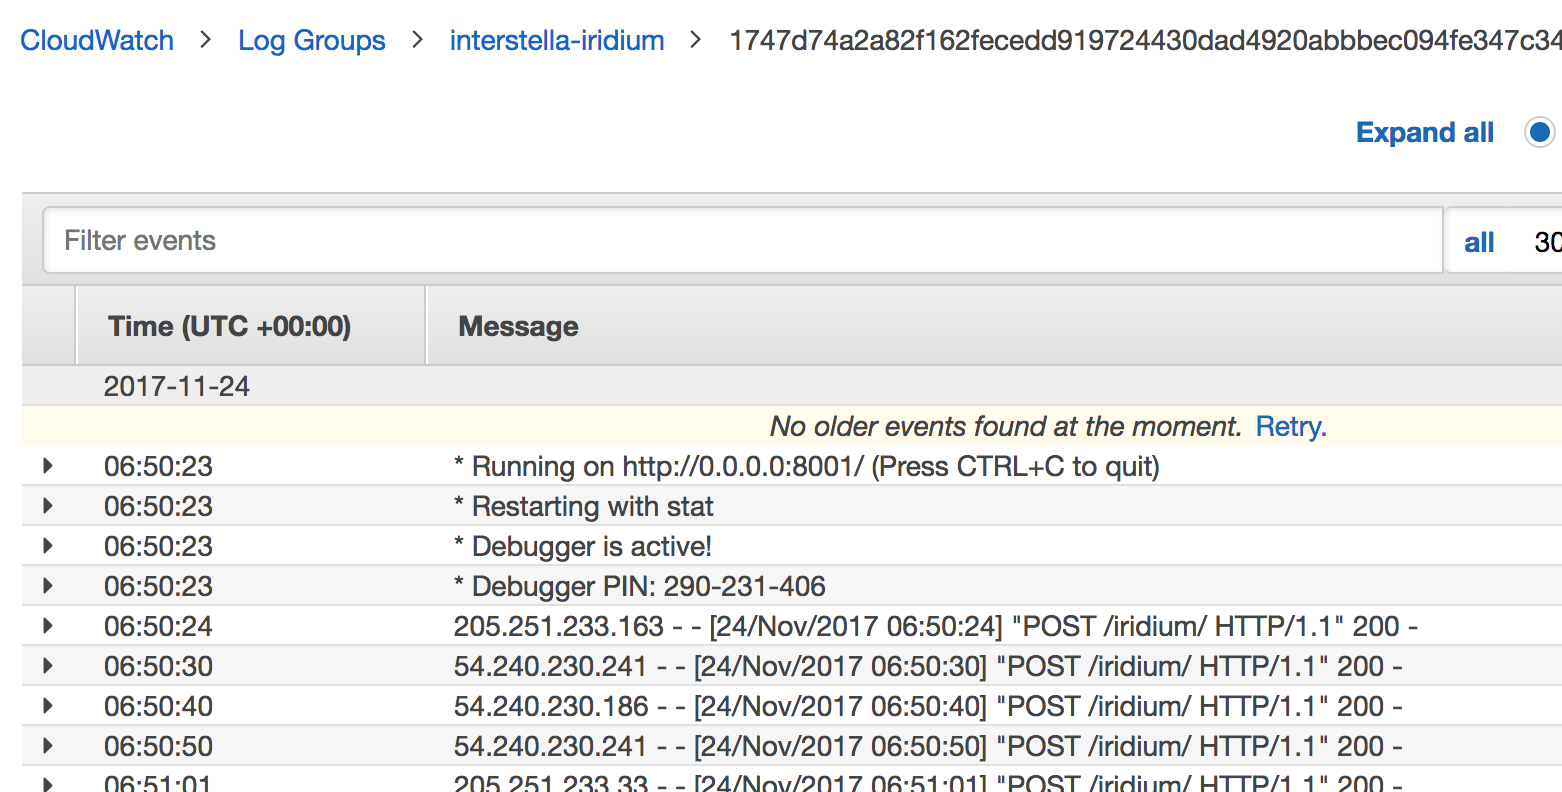 CloudWatch > Log Groups > interstella-iridium > 1747d74a2a82f162fecedd919724430dad4920abbbec094fe347c34
Expand all
Filter events all 30
Time (UTC +00:00) Message
2017-11-24
No older events found at the moment. Retry.
06:50:23 * Running on http://0.0.0.0:8001/ (Press CTRL+C to quit)
06:50:23 * Restarting with stat
06:50:23 * Debugger is active!
06:50:23 * Debugger PIN: 290-231-406
06:50:24 205.251.233.163 - - [24/Nov/2017 06:50:24] "POST /iridium/ HTTP/1.1" 200 -
06:50:30 54.240.230.241 - - [24/Nov/2017 06:50:30] "POST /iridium/ HTTP/1.1" 200 -
06:50:40 54.240.230.186 - - [24/Nov/2017 06:50:40] "POST /iridium/ HTTP/1.1" 200 -
06:50:50 54.240.230.241 - - [24/Nov/2017 06:50:50] "POST /iridium/ HTTP/1.1" 200 -
06:51:01 205.251.233.33 - - [24/Nov/2017 06:51:01] "POST /iridium/ HTTP/1.1" 200 -